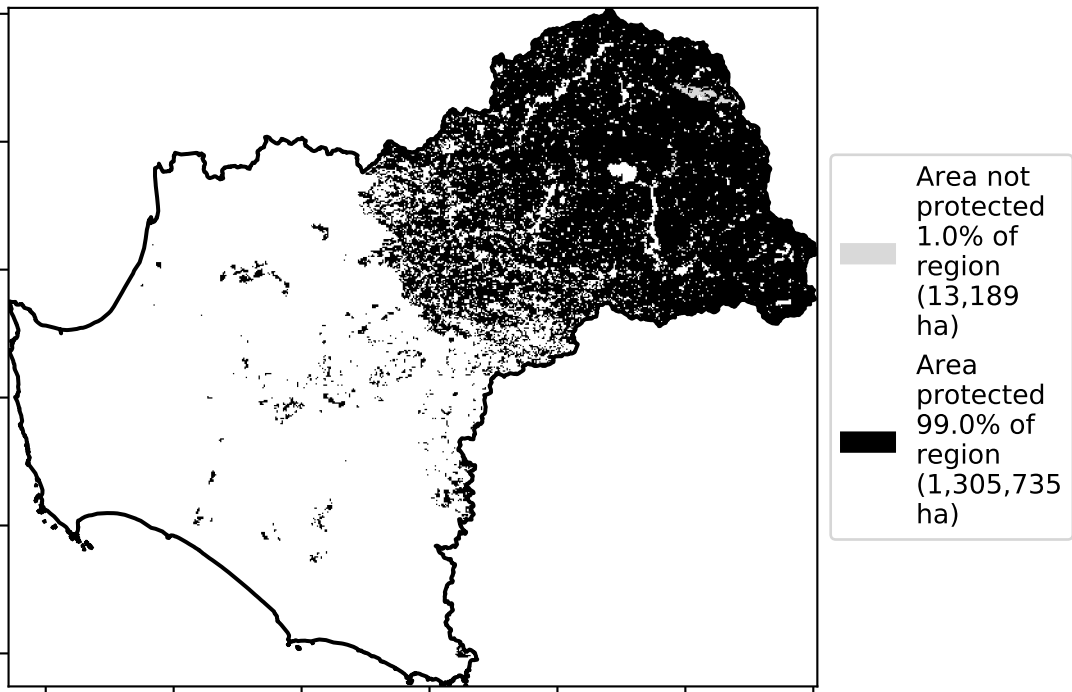 Area not
protected
1.0% of
region
(13,189
ha)
Area
protected
99.0% of
region
(1,305,735
ha)